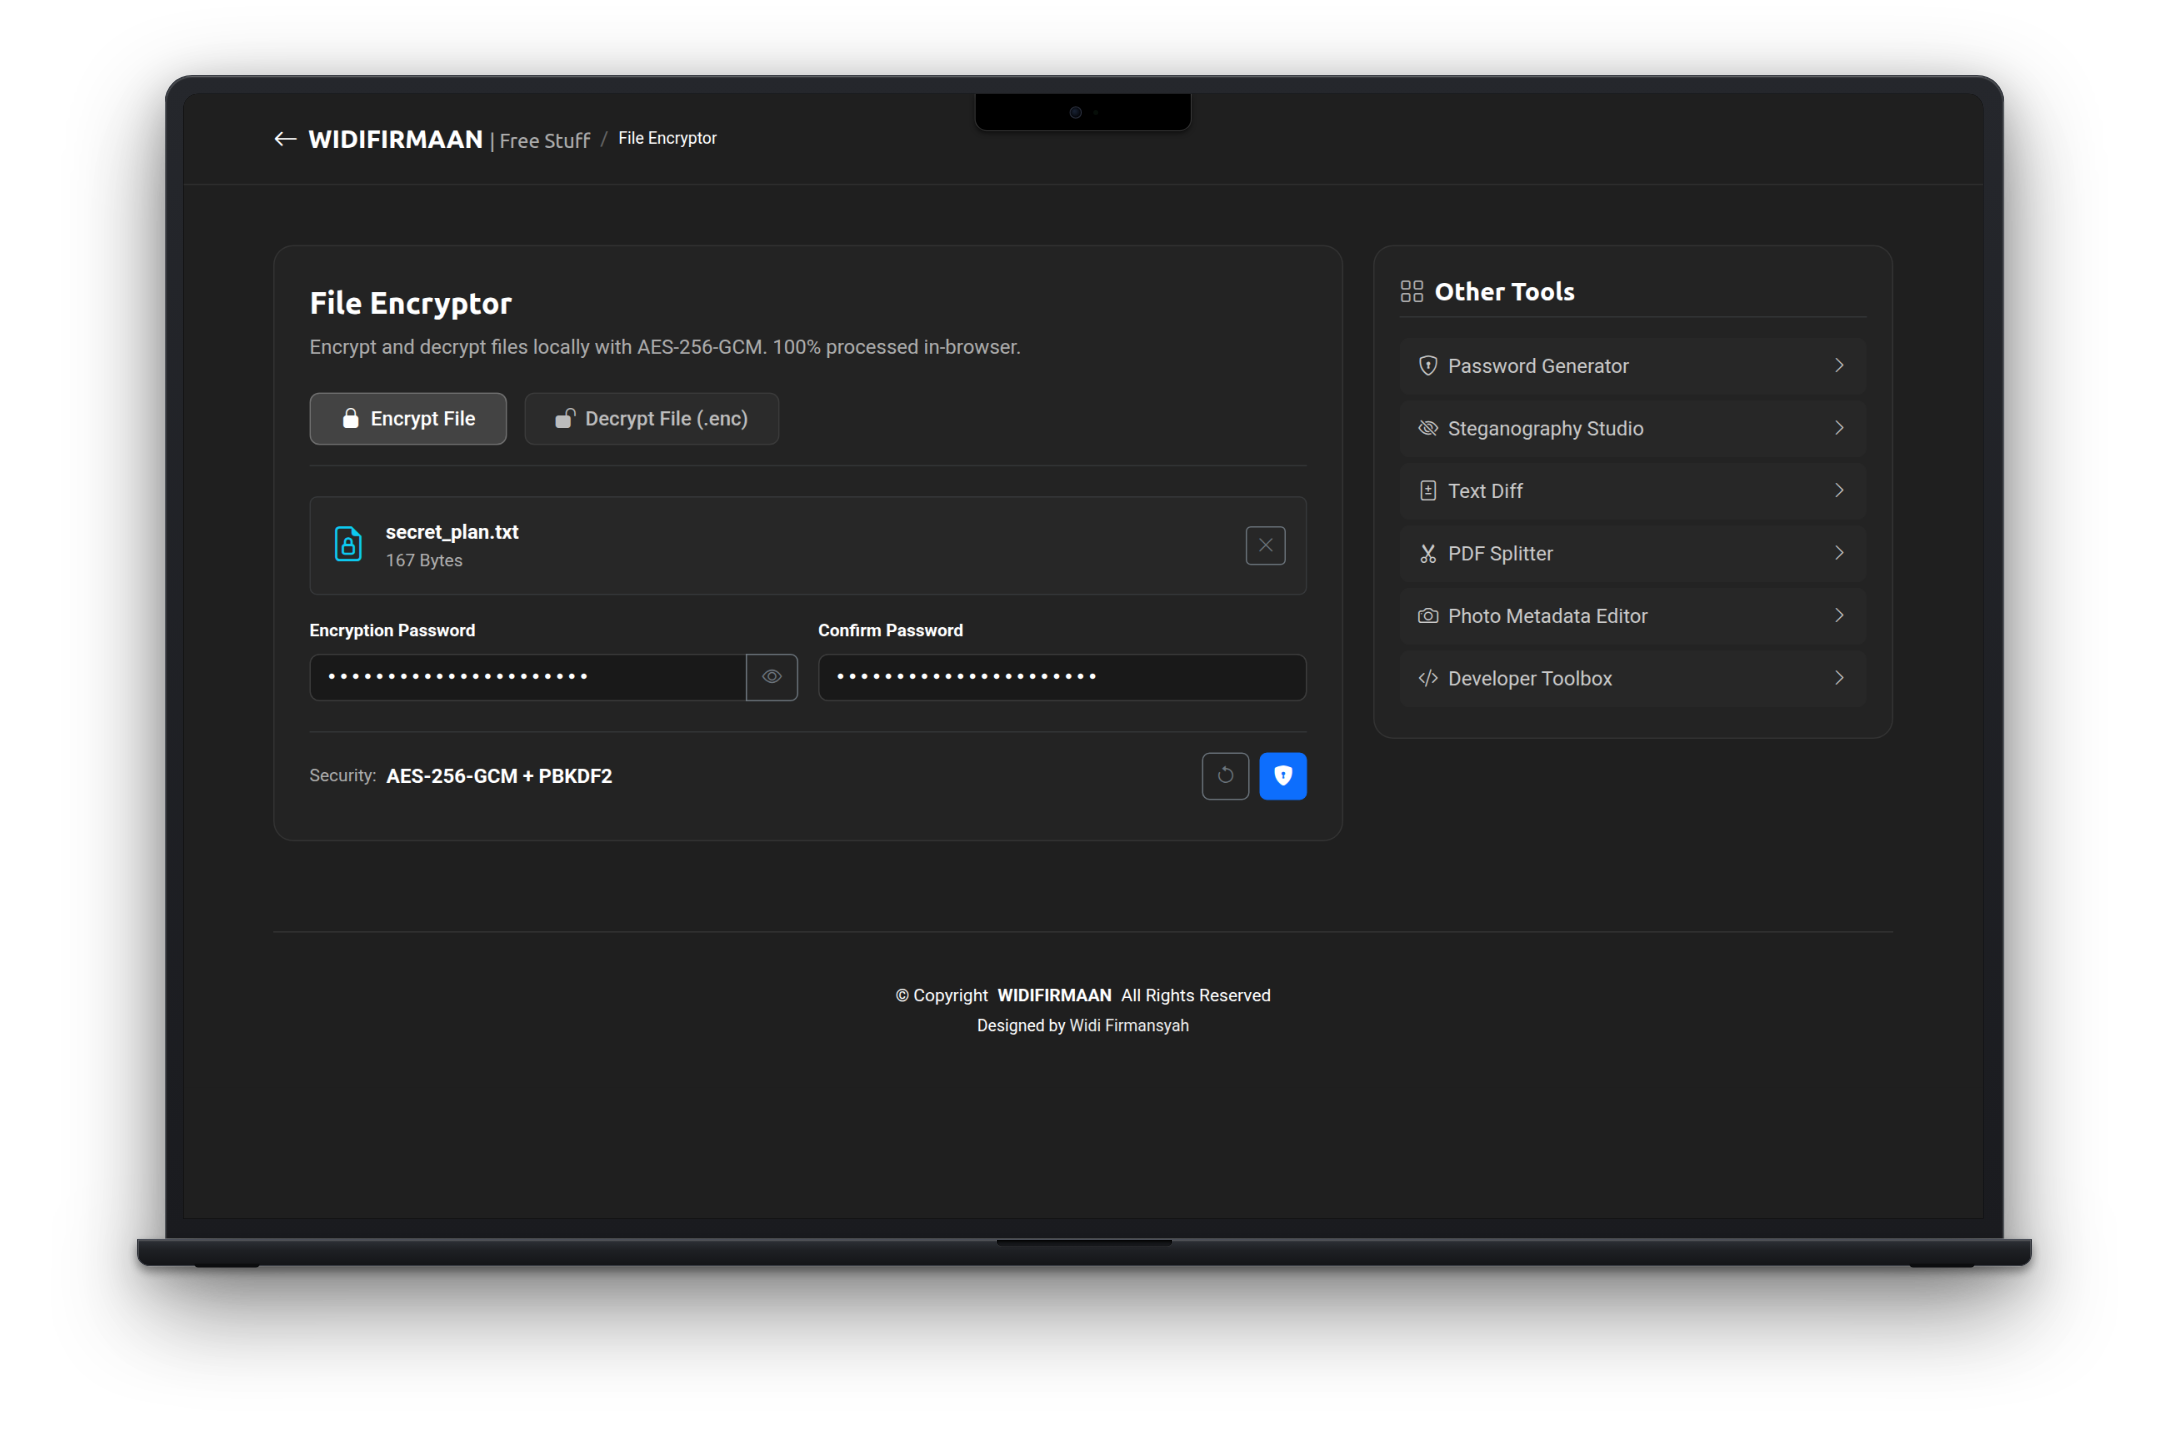 WIDIFIRMAAN | Free Stuff / File Encryptor
File Encryptor
Encrypt and decrypt files locally with AES-256-GCM. 100% processed in-browser.
Encrypt File
Decrypt File (.enc)
secret_plan.txt
167 Bytes
Encryption Password
Confirm Password
••••••••••••••••••••••
••••••••••••••••••••••
Security: AES-256-GCM + PBKDF2
Other Tools
Password Generator
Steganography Studio
Text Diff
PDF Splitter
Photo Metadata Editor
Developer Toolbox
© Copyright WIDIFIRMAAN All Rights Reserved
Designed by Widi Firmansyah